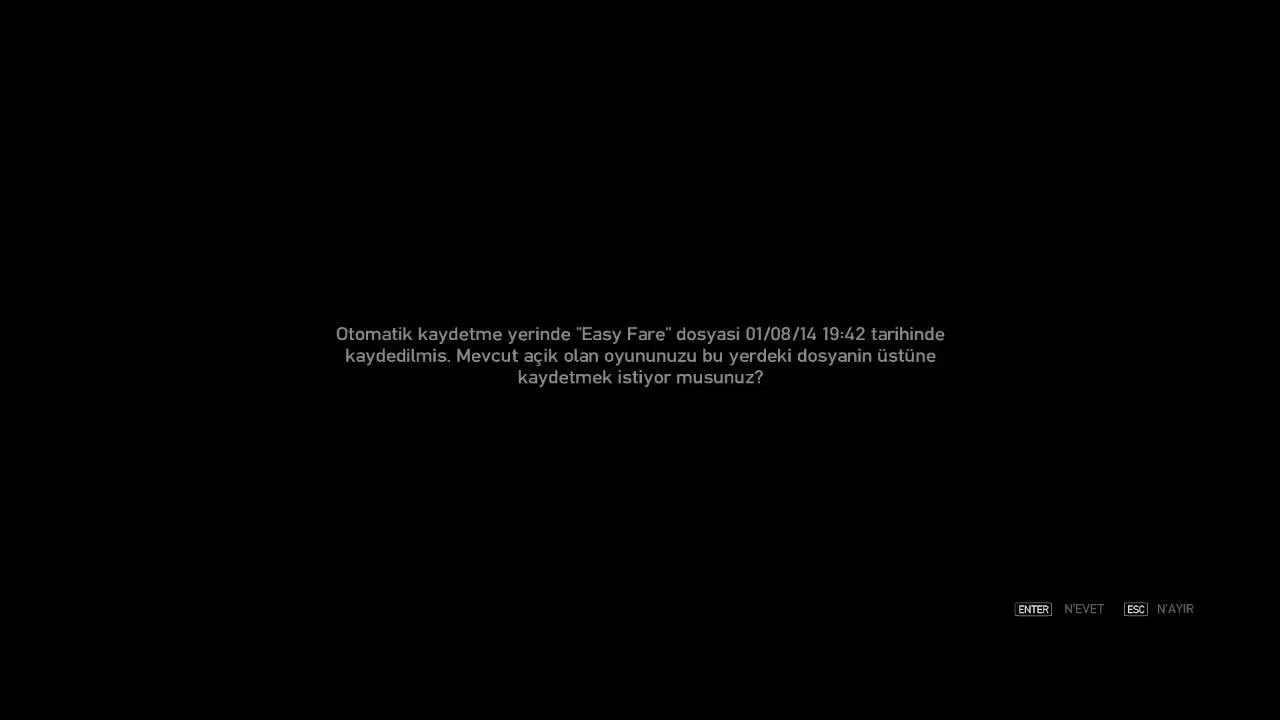 Otomatik kaydetme yerinde "Easy Fare" dosyasi 01/08/14 19:42 tarihinde
kaydedilmis. Mevcut açik olan oyununuzu bu yerdeki dosyanin üstüne
kaydetmek istiyor musunuz?
ENTER N'EVET ESC N'AYIR